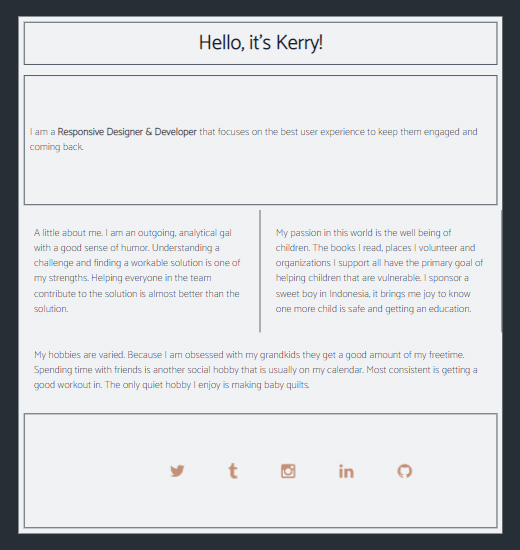 Hello, it's Kerry!
I am a Responsive Designer & Developer that focuses on the best user experience to keep them engaged and
coming back.
A little about me. I am an outgoing, analytical gal
with a good sense of humor. Understanding a
challenge and finding a workable solution is one of
my strengths. Helping everyone in the team
contribute to the solution is almost better than the
solution.
My passion in this world is the well being of
children. The books I read, places I volunteer and
organizations I support all have the primary goal of
helping children that are vulnerable. I sponsor a
sweet boy in Indonesia, it brings me joy to know
one more child is safe and getting an education.
My hobbies are varied. Because I am obsessed with my grandkids they get a good amount of my freetime.
Spending time with friends is another social hobby that is usually on my calendar. Most consistent is getting a
good workout in. The only quiet hobby I enjoy is making baby quilts.